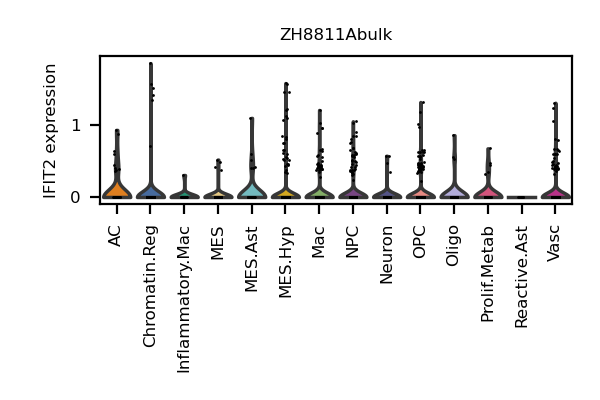 ZH8811Abulk
IFIT2 expression
1
0
AC
Chromatin.Reg
Inflammatory.Mac
MES
MES.Ast
MES.Hyp
Mac
NPC
Neuron
OPC
Oligo
Prolif.Metab
Reactive.Ast
Vasc